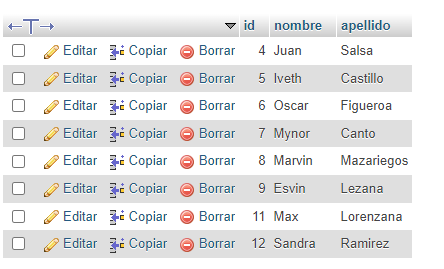 id nombre apellido
Editar Copiar Borrar 4 Juan Salsa
Editar Copiar Borrar 5 Iveth Castillo
Editar Copiar Borrar 6 Oscar Figueroa
Editar Copiar Borrar 7 Mynor Canto
Editar Copiar Borrar 8 Marvin Mazariegos
Editar Copiar Borrar 9 Esvin Lezana
Editar Copiar Borrar 11 Max Lorenzana
Editar Copiar Borrar 12 Sandra Ramirez